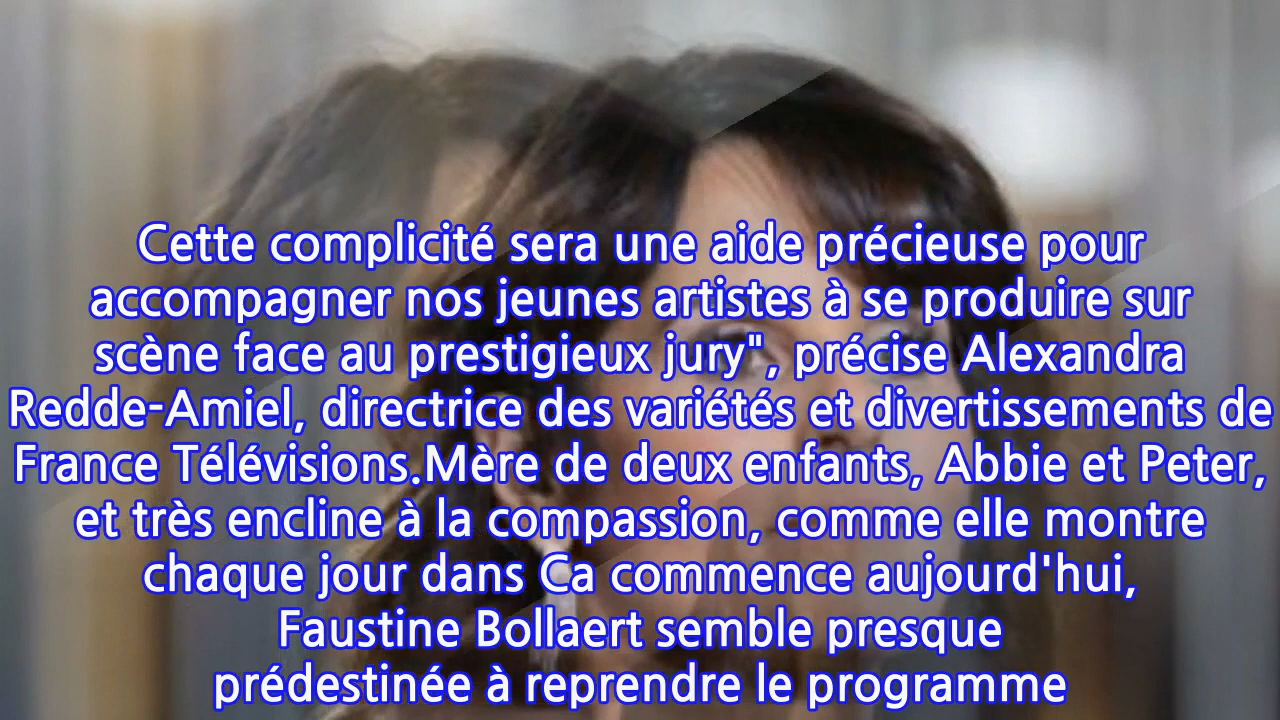 Cette complicité sera une aide précieuse pour
accompagner nos jeunes artistes à se produire sur
scène face au prestigieux jury", précise Alexandra
Redde-Amiel, directrice des variétés et divertissements de
France Télévisions.Mère de deux enfants, Abbie et Peter,
et très encline à la compassion, comme elle montre
chaque jour dans Ca commence aujourd'hui,
Faustine Bollaert semble presque
prédestinée à reprendre le programme